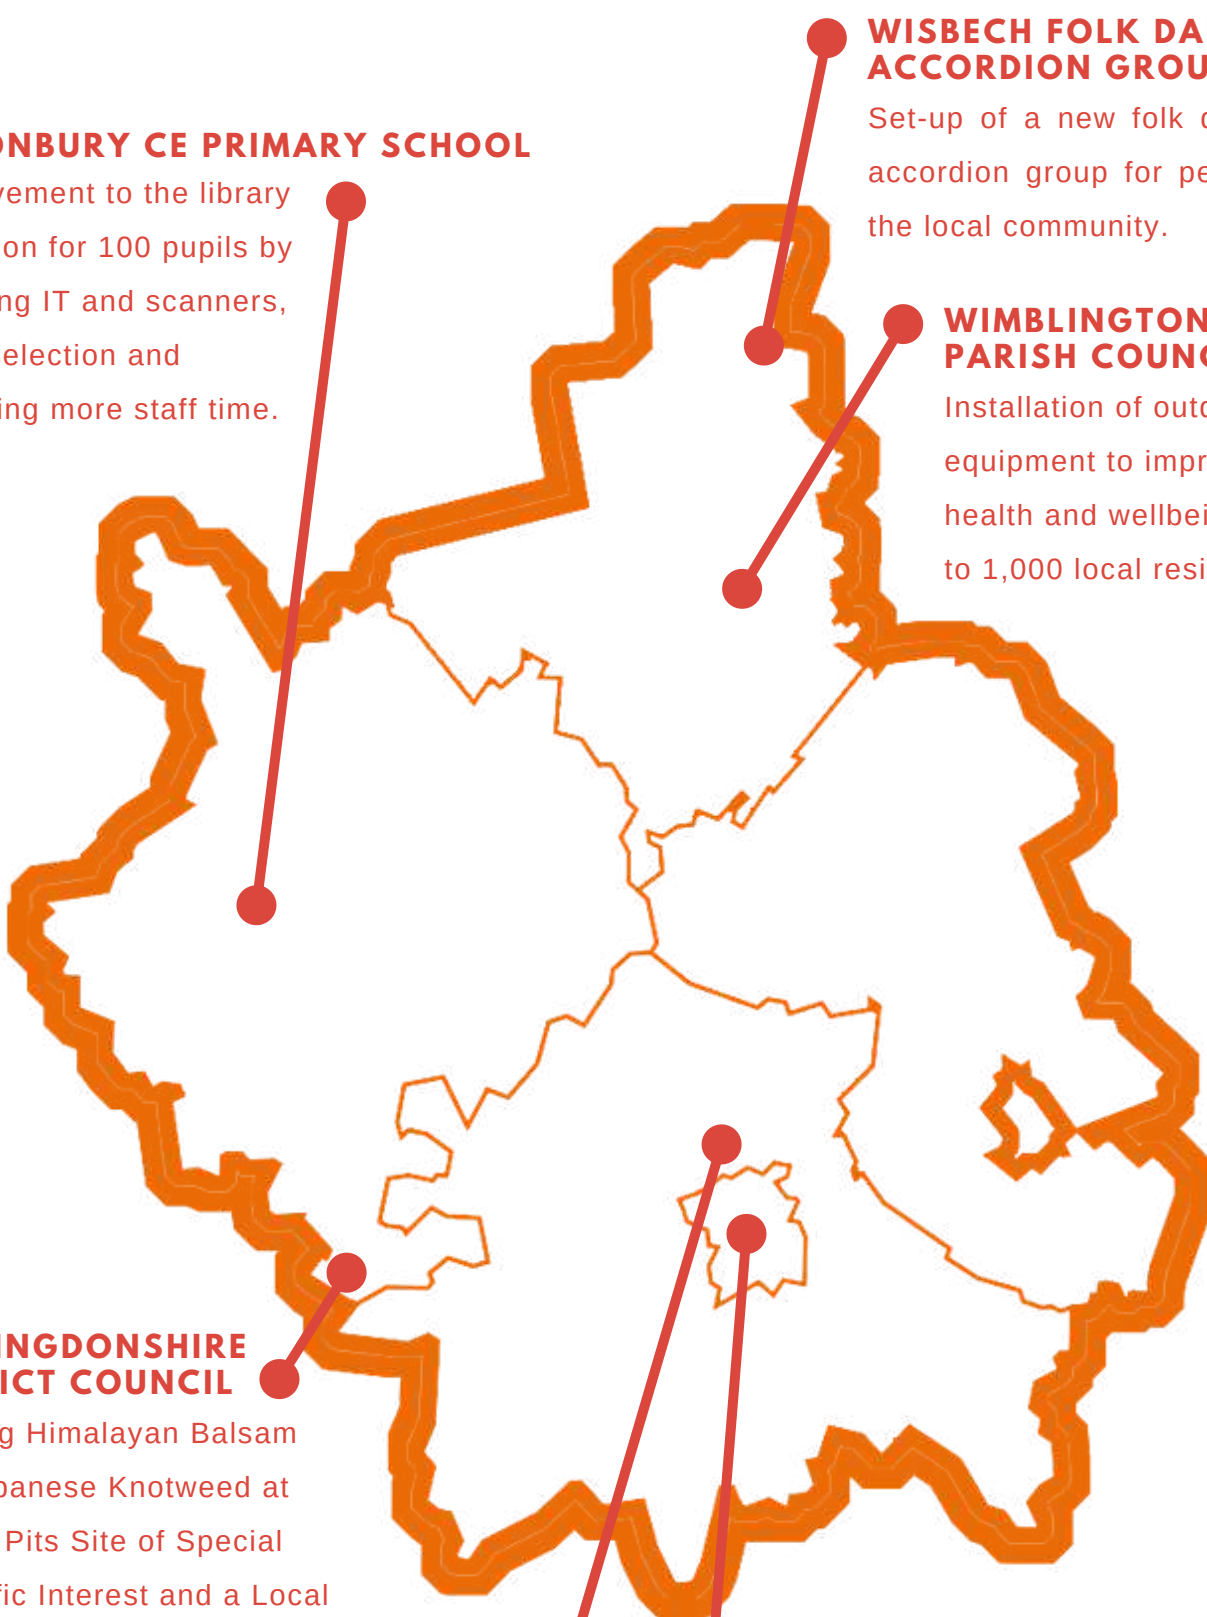 WISBECH FOLK DA
ACCORDION GROU
Set-up of a new folk
accordion group for pe
the local community.
ONBURY CE PRIMARY SCHOOL
vement to the library
on for 100 pupils by
ng IT and scanners,
election and
ing more staff time.
WIMBLINGTON
PARISH COUNC
Installation of outd
equipment to impr
health and wellbei
to 1,000 local resi
INGDONSHIRE
ICT COUNCIL
g Himalayan Balsam
panese Knotweed at
Pits Site of Special
fic Interest and a Local